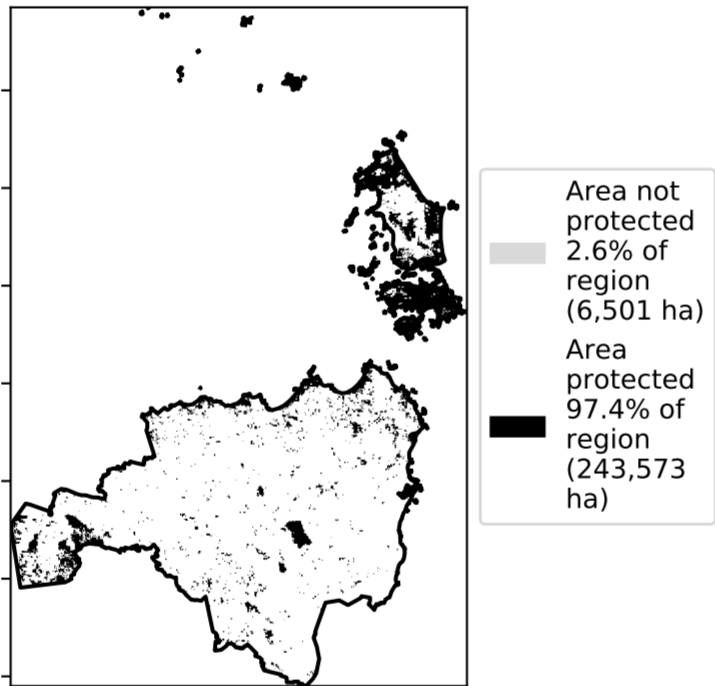 Area not
protected
2.6% of
region
(6,501 ha)
Area
protected
97.4% of
region
(243,573
ha)